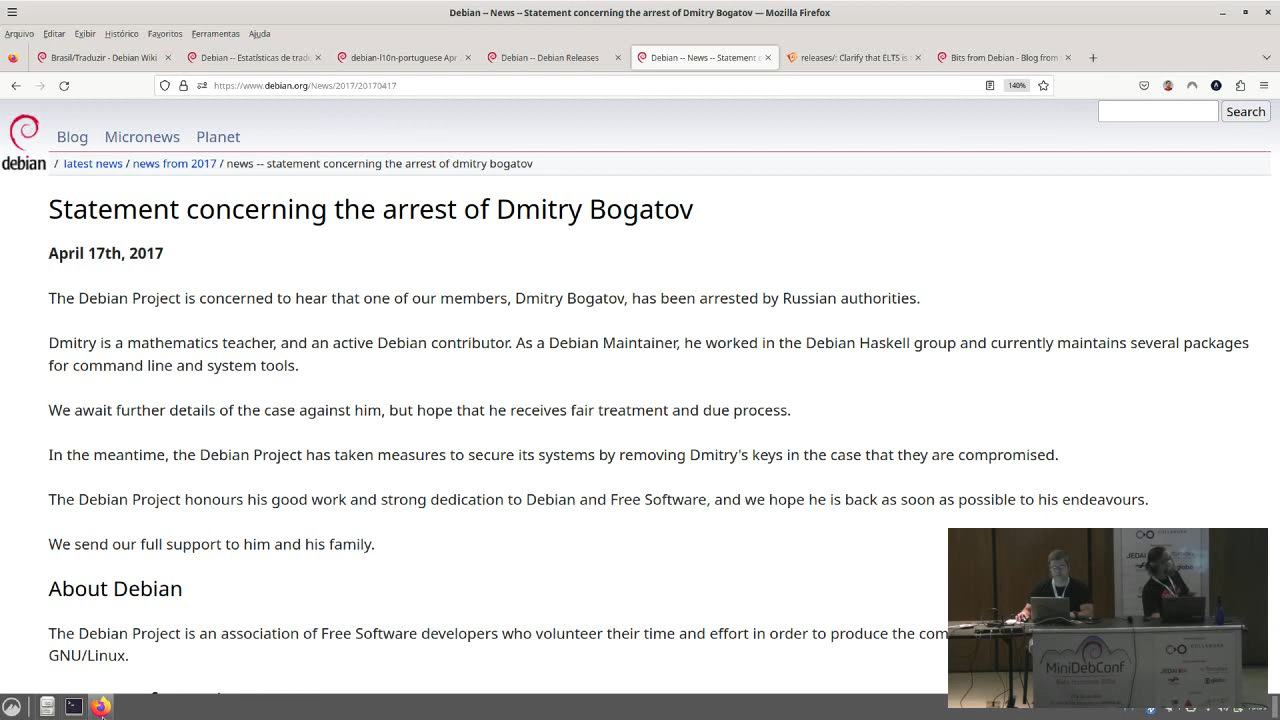 Debian -- News -- Statement concerning the arrest of Dmitry Bogatov — Mozilla Firefox
Arquivo Editar Exibir Histórico Favoritos Ferramentas Ajuda
Brasil/Traduzir - Debian Wiki
Debian -- Estatísticas de trad
debian-l10n-portuguese Apr
Debian -- Debian Releases
Debian -- News -- Statement c
releases/: Clarify that ELTS is
Bits from Debian - Blog from
https://www.debian.org/News/2017/20170417
140%
Search
debian
Blog Micronews Planet
/ latest news / news from 2017 / news -- statement concerning the arrest of dmitry bogatov
Statement concerning the arrest of Dmitry Bogatov
April 17th, 2017
The Debian Project is concerned to hear that one of our members, Dmitry Bogatov, has been arrested by Russian authorities.
Dmitry is a mathematics teacher, and an active Debian contributor. As a Debian Maintainer, he worked in the Debian Haskell group and currently maintains several packages
for command line and system tools.
We await further details of the case against him, but hope that he receives fair treatment and due process.
In the meantime, the Debian Project has taken measures to secure its systems by removing Dmitry's keys in the case that they are compromised.
The Debian Project honours his good work and strong dedication to Debian and Free Software, and we hope he is back as soon as possible to his endeavours.
We send our full support to him and his family.
About Debian
The Debian Project is an association of Free Software developers who volunteer their time and effort in order to produce the com
GNU/Linux.
COLLABORA
JEDAI
globo
MiniDebConf
COLLABORA
JEDAI
globo